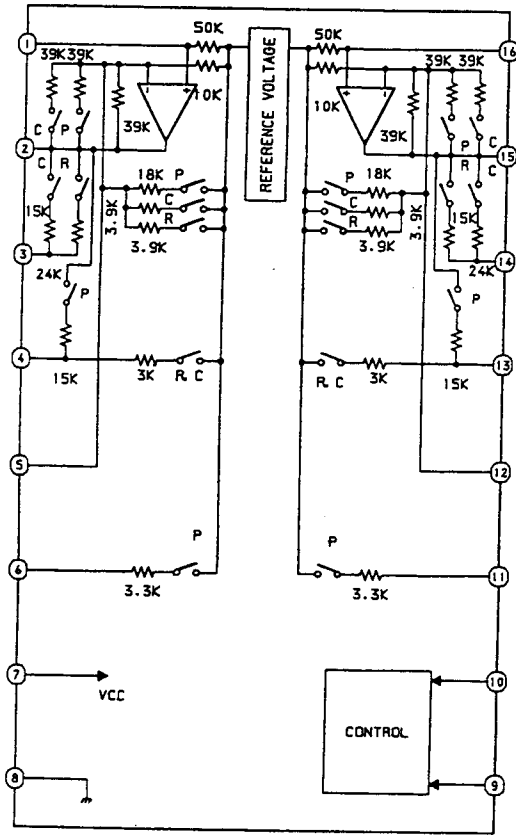 50K
50K
1
16
39K 39K
39K 39K
10K
10K
REFERENCE VOLTAGE
- +
+ -
39K
39K
C P
P C
2
15
C R
R C
18K P
P 18K
15K
C
C
15K
3.9K
R
R
3.9K
3.9K
3.9K
3
14
24K
24K
P
P
4
13
15K
3K
R C
R C
3K
15K
5
12
P
P
6
11
3.3K
3.3K
7
VCC
10
CONTROL
8
9